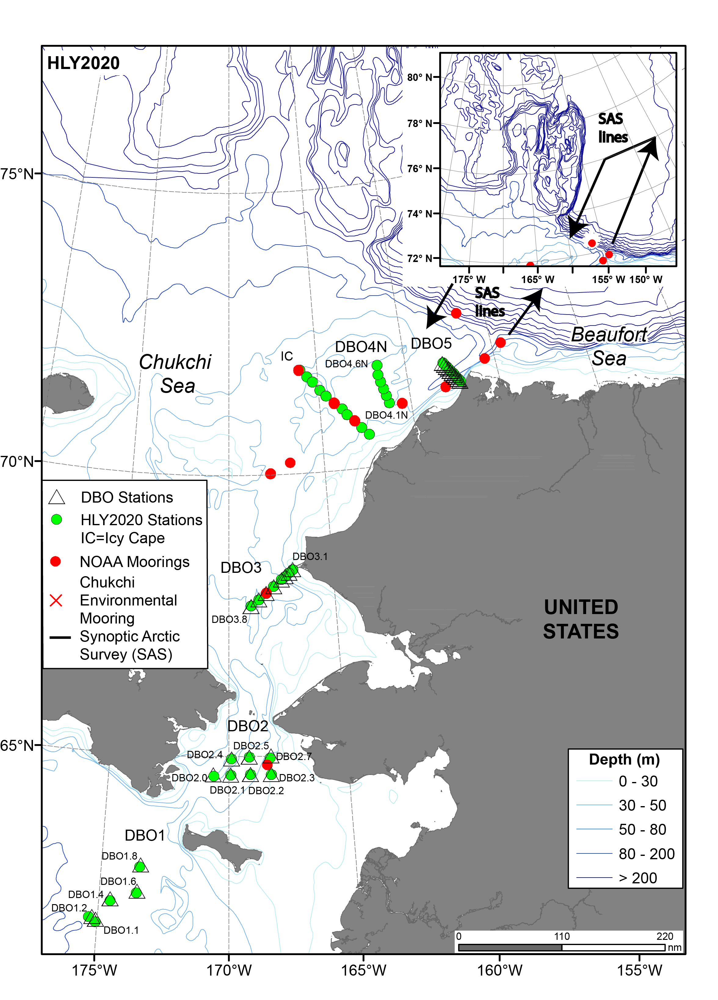 HLY2020
80° N
78° N
76° N
74° N
72° N
SAS
lines
175° W
165° W
155° W
150° W
75°N
70°N
65°N
SAS
lines
Beaufort
Sea
DBO5
DBO4N
DBO4.6N
DBO4.1N
IC
Chukchi
Sea
DBO Stations
HLY2020 Stations
IC=Icy Cape
NOAA Moorings
Chukchi
Environmental
Mooring
Synoptic Arctic
Survey (SAS)
DBO3.1
DBO3
DBO3.8
UNITED
STATES
DBO2
DBO2.5
DBO2.4
DBO2.7
DBO2.0
DBO2.3
DBO2.1
DBO2.2
DBO1
DBO1.8
DBO1.6
DBO1.4
DBO1.2
DBO1.1
Depth (m)
0 - 30
30 - 50
50 - 80
80 - 200
> 200
0
110
220
nm
175°W
170°W
165°W
160°W
155°W